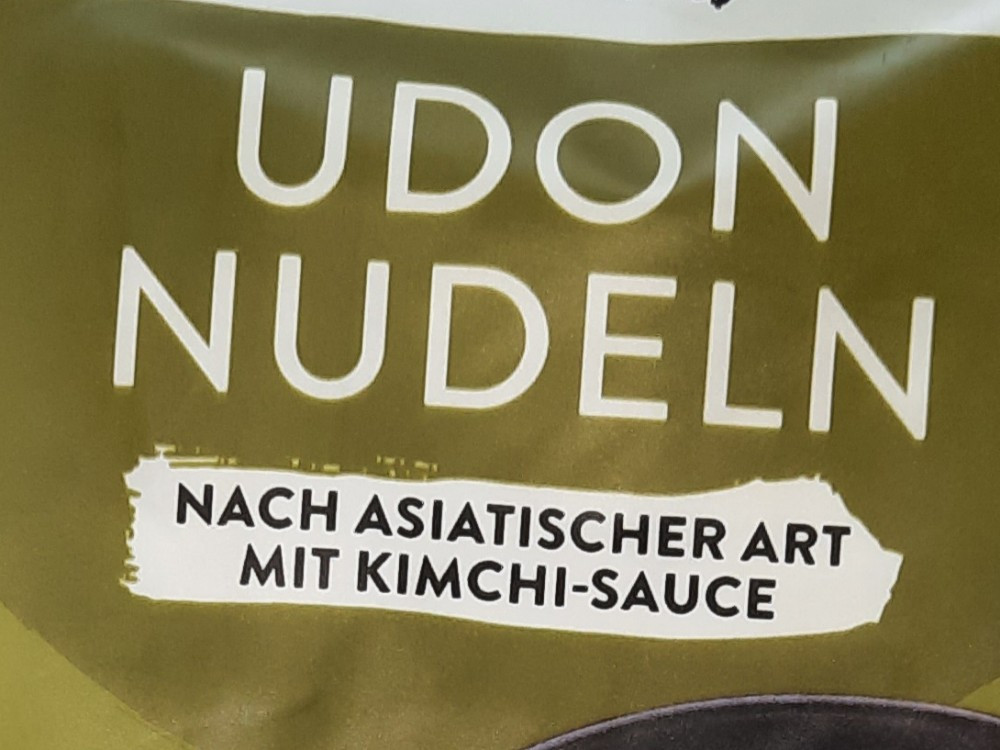 UDON
NUDELN
NACH ASIATISCHER ART
MIT KIMCHI-SAUCE